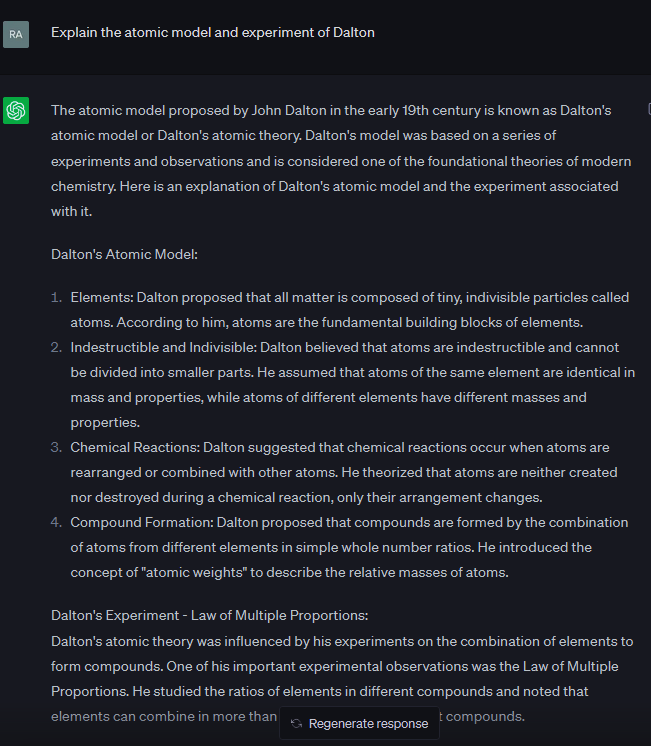 RA
Explain the atomic model and experiment of Dalton
The atomic model proposed by John Dalton in the early 19th century is known as Dalton's
atomic model or Dalton's atomic theory. Dalton's model was based on a series of
experiments and observations and is considered one of the foundational theories of modern
chemistry. Here is an explanation of Dalton's atomic model and the experiment associated
with it.
Dalton's Atomic Model:
1. Elements: Dalton proposed that all matter is composed of tiny, indivisible particles called
atoms. According to him, atoms are the fundamental building blocks of elements.
2. Indestructible and Indivisible: Dalton believed that atoms are indestructible and cannot
be divided into smaller parts. He assumed that atoms of the same element are identical in
mass and properties, while atoms of different elements have different masses and
properties.
3. Chemical Reactions: Dalton suggested that chemical reactions occur when atoms are
rearranged or combined with other atoms. He theorized that atoms are neither created
nor destroyed during a chemical reaction, only their arrangement changes.
4. Compound Formation: Dalton proposed that compounds are formed by the combination
of atoms from different elements in simple whole number ratios. He introduced the
concept of "atomic weights" to describe the relative masses of atoms.
Dalton's Experiment - Law of Multiple Proportions:
Dalton's atomic theory was influenced by his experiments on the combination of elements to
form compounds. One of his important experimental observations was the Law of Multiple
Proportions. He studied the ratios of elements in different compounds and noted that
elements can combine in more than t compounds.
Regenerate response